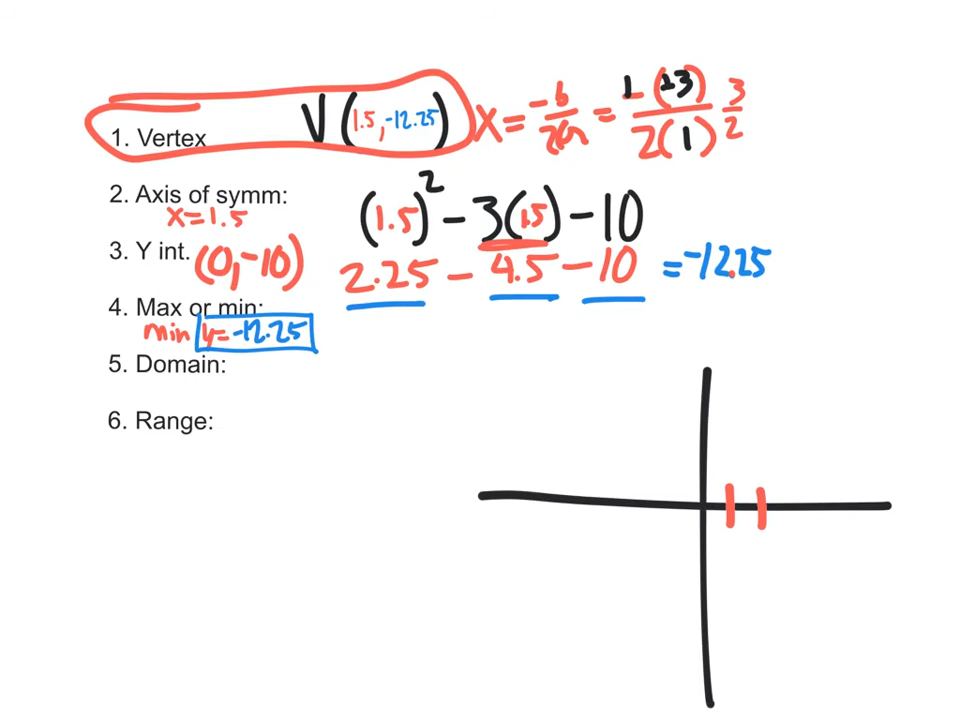 1. Vertex V (1.5, -12.25) x = -b/2(a) = 1(±3)/2(1) 3/2
2. Axis of symm: (1.5)² - 3(1.5) - 10
x = 1.5
3. Y int. (0, -10) 2.25 - 4.5 - 10 = -12.25
4. Max or min:
min y = -12.25
5. Domain:
6. Range: